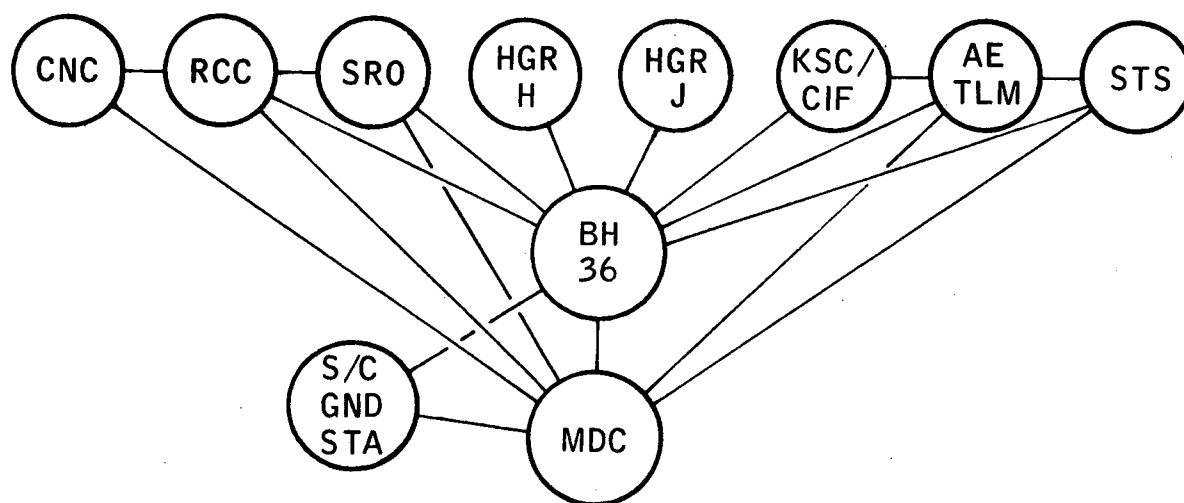 CNC
RCC
SRO
HGR
H
HGR
J
KSC/
CIF
AE
TLM
STS
BH
36
S/C
GND
STA
MDC